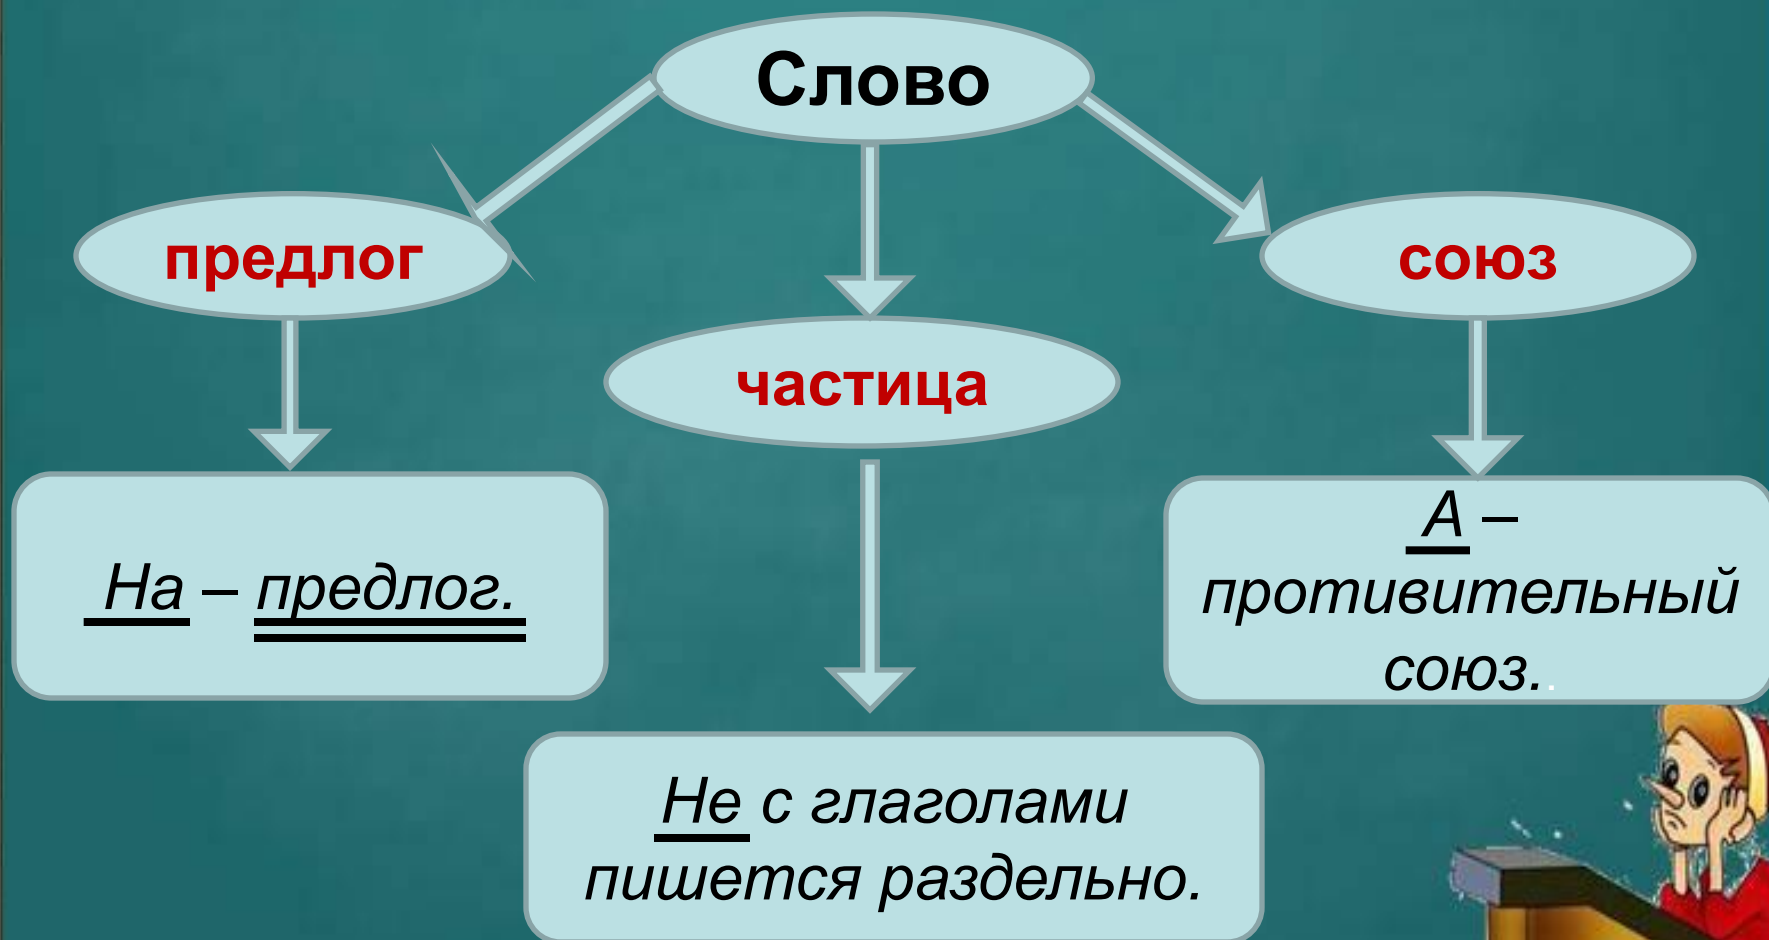 Слово
предлог
союз
частица
На – предлог.
А –
противительный
союз..
Не с глаголами
пишется раздельно.